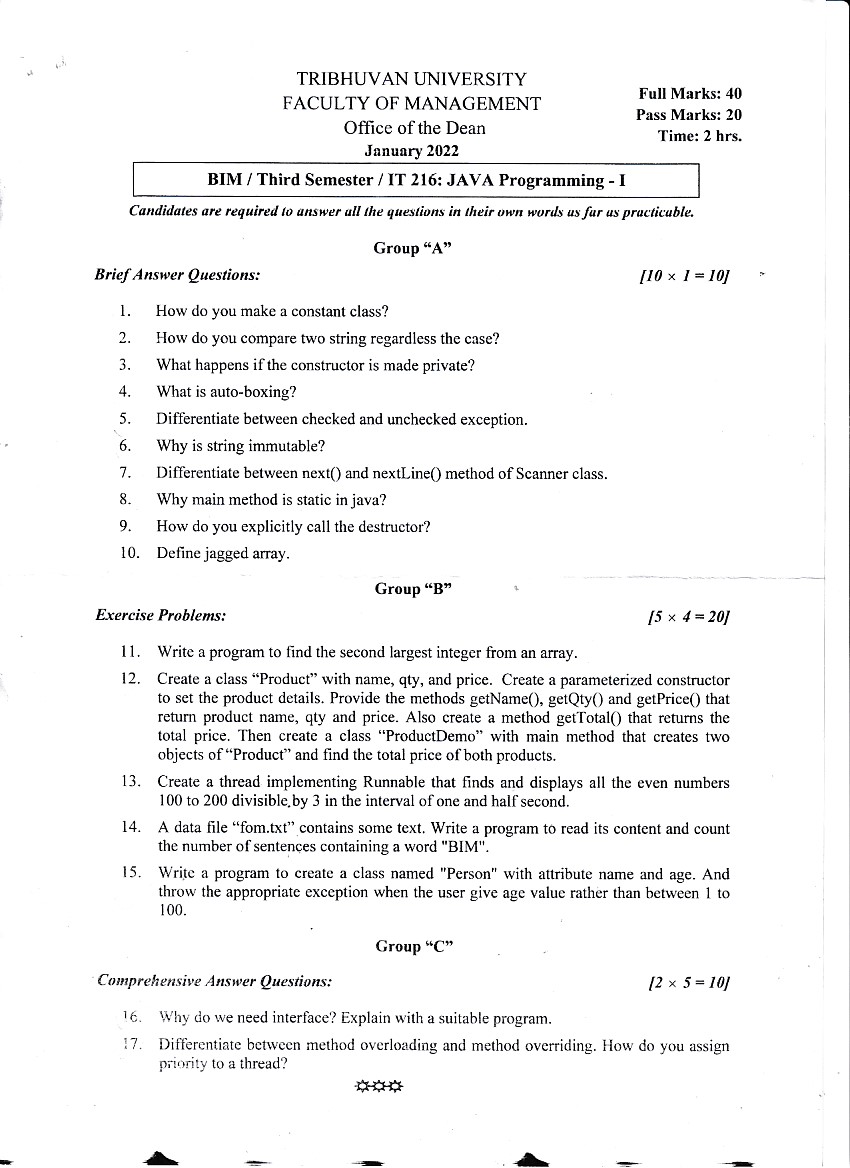 TRIBHUVAN UNIVERSITY
FACULTY OF MANAGEMENT
Office of the Dean
January 2022
Full Marks: 40
Pass Marks: 20
Time: 2 hrs.
BIM / Third Semester / IT 216: JAVA Programming - I
Candidates are required to answer all the questions in their own words as far as practicable.
Group “A”
Brief Answer Questions: [10 × 1 = 10]
1. How do you make a constant class?
2. How do you compare two string regardless the case?
3. What happens if the constructor is made private?
4. What is auto-boxing?
5. Differentiate between checked and unchecked exception.
6. Why is string immutable?
7. Differentiate between next() and nextLine() method of Scanner class.
8. Why main method is static in java?
9. How do you explicitly call the destructor?
10. Define jagged array.
Group “B”
Exercise Problems: [5 × 4 = 20]
11. Write a program to find the second largest integer from an array.
12. Create a class “Product” with name, qty, and price. Create a parameterized constructor
to set the product details. Provide the methods getName(), getQty() and getPrice() that
return product name, qty and price. Also create a method getTotal() that returns the
total price. Then create a class “ProductDemo” with main method that creates two
objects of “Product” and find the total price of both products.
13. Create a thread implementing Runnable that finds and displays all the even numbers
100 to 200 divisible by 3 in the interval of one and half second.
14. A data file “fom.txt” contains some text. Write a program to read its content and count
the number of sentences containing a word "BIM".
15. Write a program to create a class named "Person" with attribute name and age. And
throw the appropriate exception when the user give age value rather than between 1 to
100.
Group “C”
Comprehensive Answer Questions: [2 × 5 = 10]
16. Why do we need interface? Explain with a suitable program.
17. Differentiate between method overloading and method overriding. How do you assign
priority to a thread?